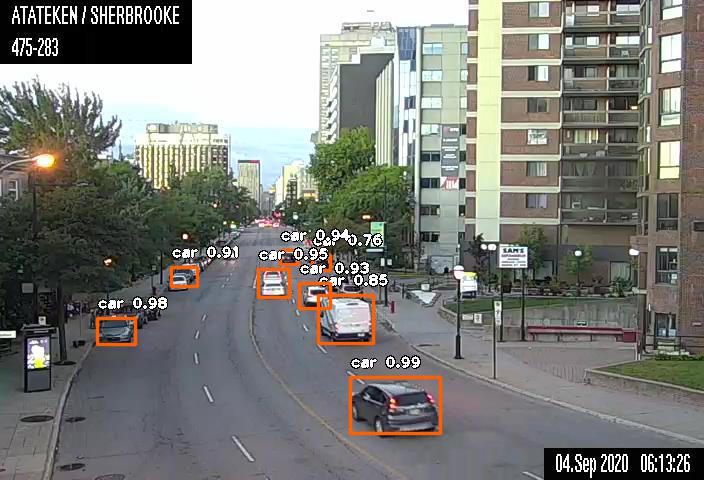 ATATEKEN / SHERBROOKE
475-283
car 0.94
car 0.76
car 0.91
car 0.95
car 0.93
car 0.85
car 0.98
car 0.99
SAM'S
04.Sep 2020 06:13:26